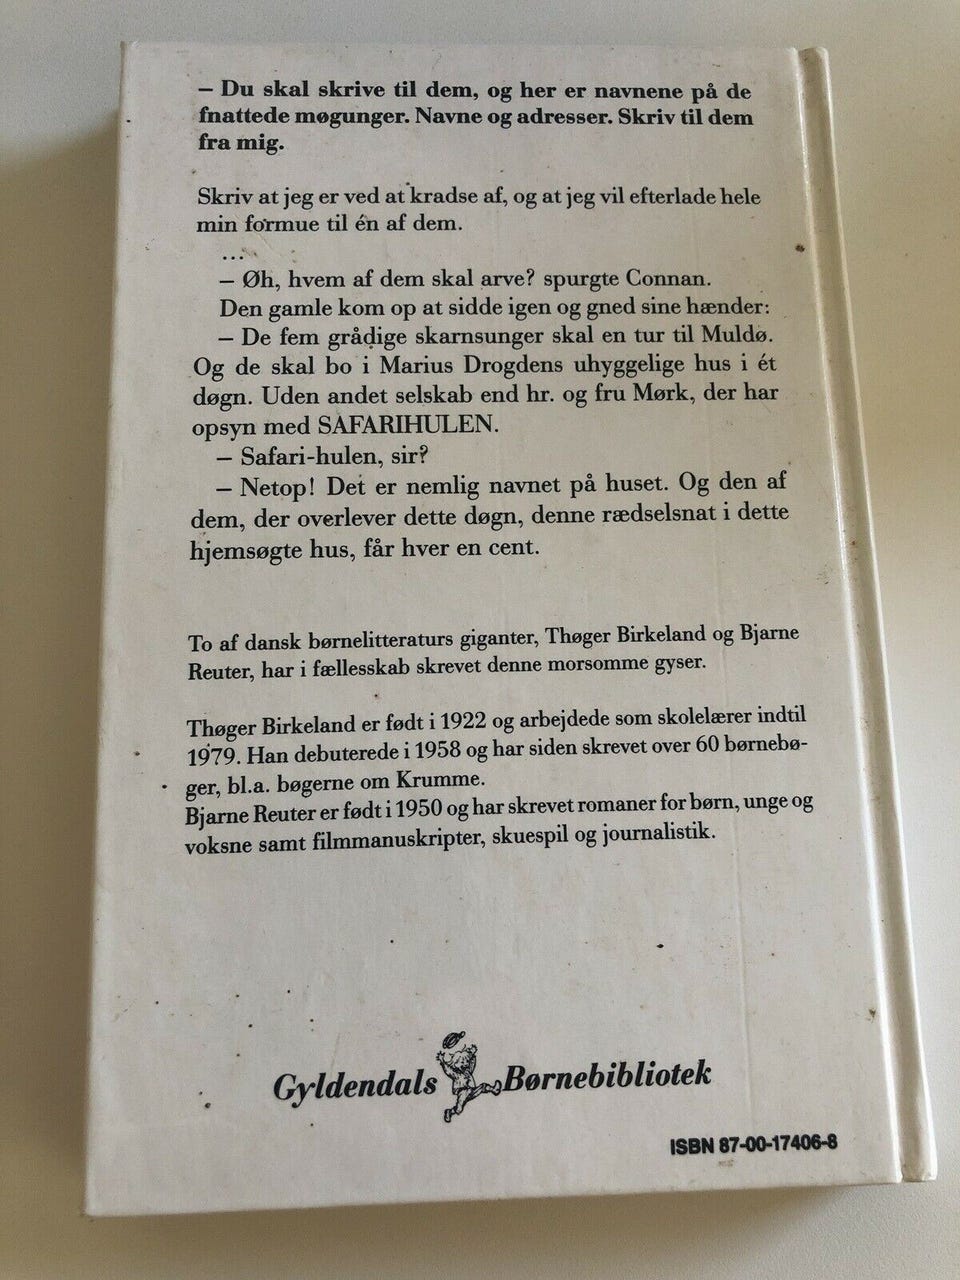 – Du skal skrive til dem, og her er navnene på de
fnattede møgunger. Navne og adresser. Skriv til dem
fra mig.
Skriv at jeg er ved at kradse af, og at jeg vil efterlade hele
min formue til én af dem.
...
– Øh, hvem af dem skal arve? spurgte Connan.
Den gamle kom op at sidde igen og gned sine hænder:
– De fem grådige skarnsunger skal en tur til Muldø.
Og de skal bo i Marius Drogdens uhyggelige hus i ét
døgn. Uden andet selskab end hr. og fru Mørk, der har
opsyn med SAFARIHULEN.
– Safari-hulen, sir?
– Netop! Det er nemlig navnet på huset. Og den af
dem, der overlever dette døgn, denne rædselsnat i dette
hjemsøgte hus, får hver en cent.
To af dansk børnelitteraturs giganter, Thøger Birkeland og Bjarne
Reuter, har i fællesskab skrevet denne morsomme gyser.
Thøger Birkeland er født i 1922 og arbejdede som skolelærer indtil
1979. Han debuterede i 1958 og har siden skrevet over 60 børnebø-
ger, bl.a. bøgerne om Krumme.
Bjarne Reuter er født i 1950 og har skrevet romaner for børn, unge og
voksne samt filmmanuskripter, skuespil og journalistik.
Gyldendals Børnebibliotek
ISBN 87-00-17406-8